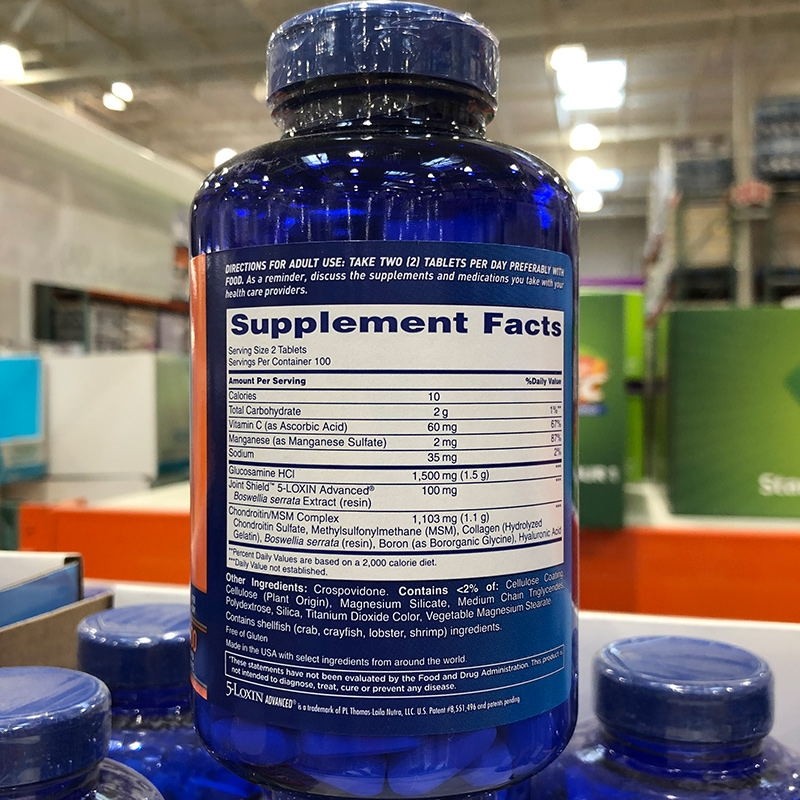 DIRECTIONS FOR ADULT USE: TAKE TWO (2) TABLETS PER DAY PREFERABLY WITH
FOOD. As a reminder, discuss the supplements and medications you take with your
health care providers.
Supplement Facts
Serving Size 2 Tablets
Servings Per Container 100
Amount Per Serving %Daily Value
Calories 10
Total Carbohydrate 2 g 1%**
Vitamin C (as Ascorbic Acid) 60 mg 67%
Manganese (as Manganese Sulfate) 2 mg 87%
Sodium 35 mg 2%
Glucosamine HCl 1,500 mg (1.5 g) ***
Joint Shield™ 5-LOXIN Advanced® 100 mg ***
Boswellia serrata Extract (resin)
Chondroitin/MSM Complex 1,103 mg (1.1 g) ***
Chondroitin Sulfate, Methylsulfonylmethane (MSM), Collagen (Hydrolyzed
Gelatin), Boswellia serrata (resin), Boron (as Bororganic Glycine), Hyaluronic Acid
**Percent Daily Values are based on a 2,000 calorie diet.
***Daily Value not established.
Other Ingredients: Crospovidone. Contains <2% of: Cellulose Coating,
Cellulose (Plant Origin), Magnesium Silicate, Medium Chain Triglycerides,
Polydextrose, Silica, Titanium Dioxide Color, Vegetable Magnesium Stearate
Contains shellfish (crab, crayfish, lobster, shrimp) ingredients.
Free of Gluten
Made in the USA with select ingredients from around the world.
*These statements have not been evaluated by the Food and Drug Administration. This product is
not intended to diagnose, treat, cure or prevent any disease.
5-LOXIN ADVANCED® is a trademark of PL Thomas-Laila Nutra, LLC. U.S. Patent #8,551,496 and patents pending